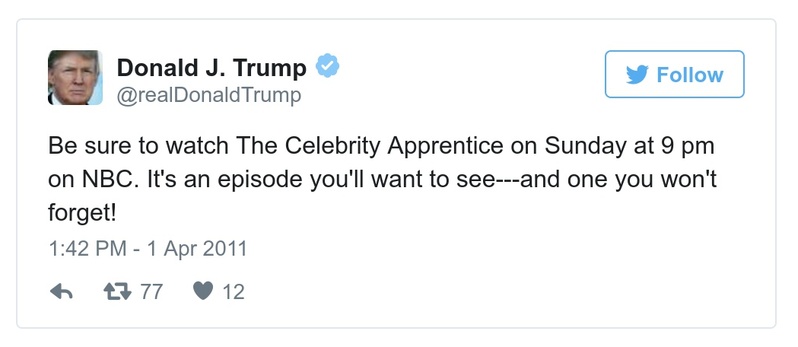 Donald J. Trump
@realDonaldTrump
Follow
Be sure to watch The Celebrity Apprentice on Sunday at 9 pm
on NBC. It's an episode you'll want to see---and one you won't
forget!
1:42 PM - 1 Apr 2011
77 12